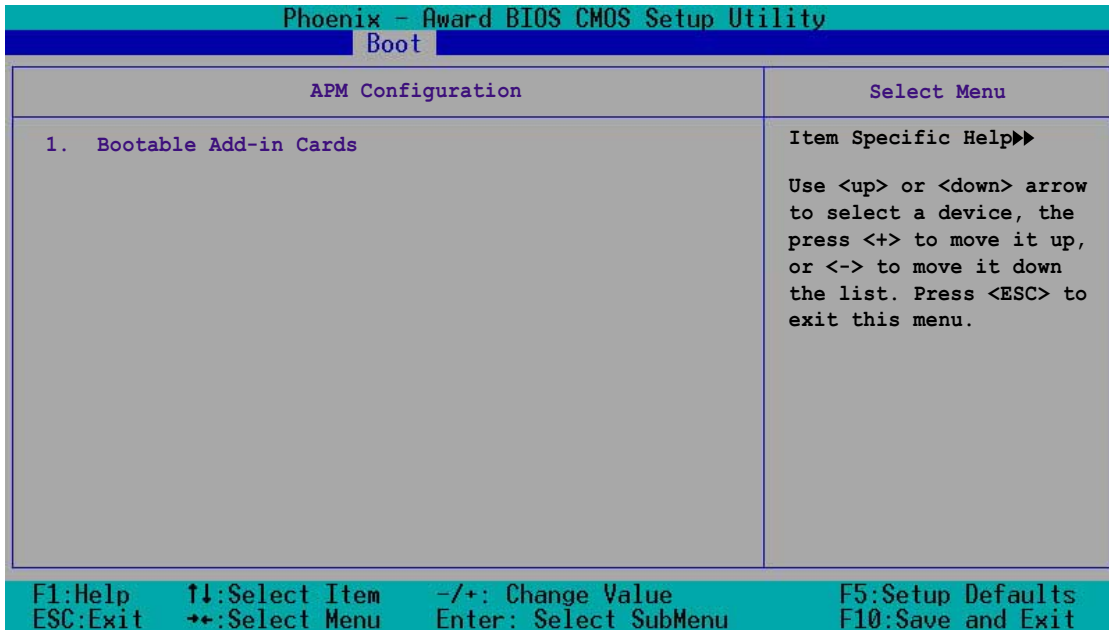 Phoenix - Award BIOS CMOS Setup Utility
Boot
APM Configuration
Select Menu
1. Bootable Add-in Cards
Item Specific Help▶▶
Use <up> or <down> arrow
to select a device, the
press <+> to move it up,
or <-> to move it down
the list. Press <ESC> to
exit this menu.
F1:Help ↑↓:Select Item -/+: Change Value F5:Setup Defaults
ESC:Exit →←:Select Menu Enter: Select SubMenu F10:Save and Exit